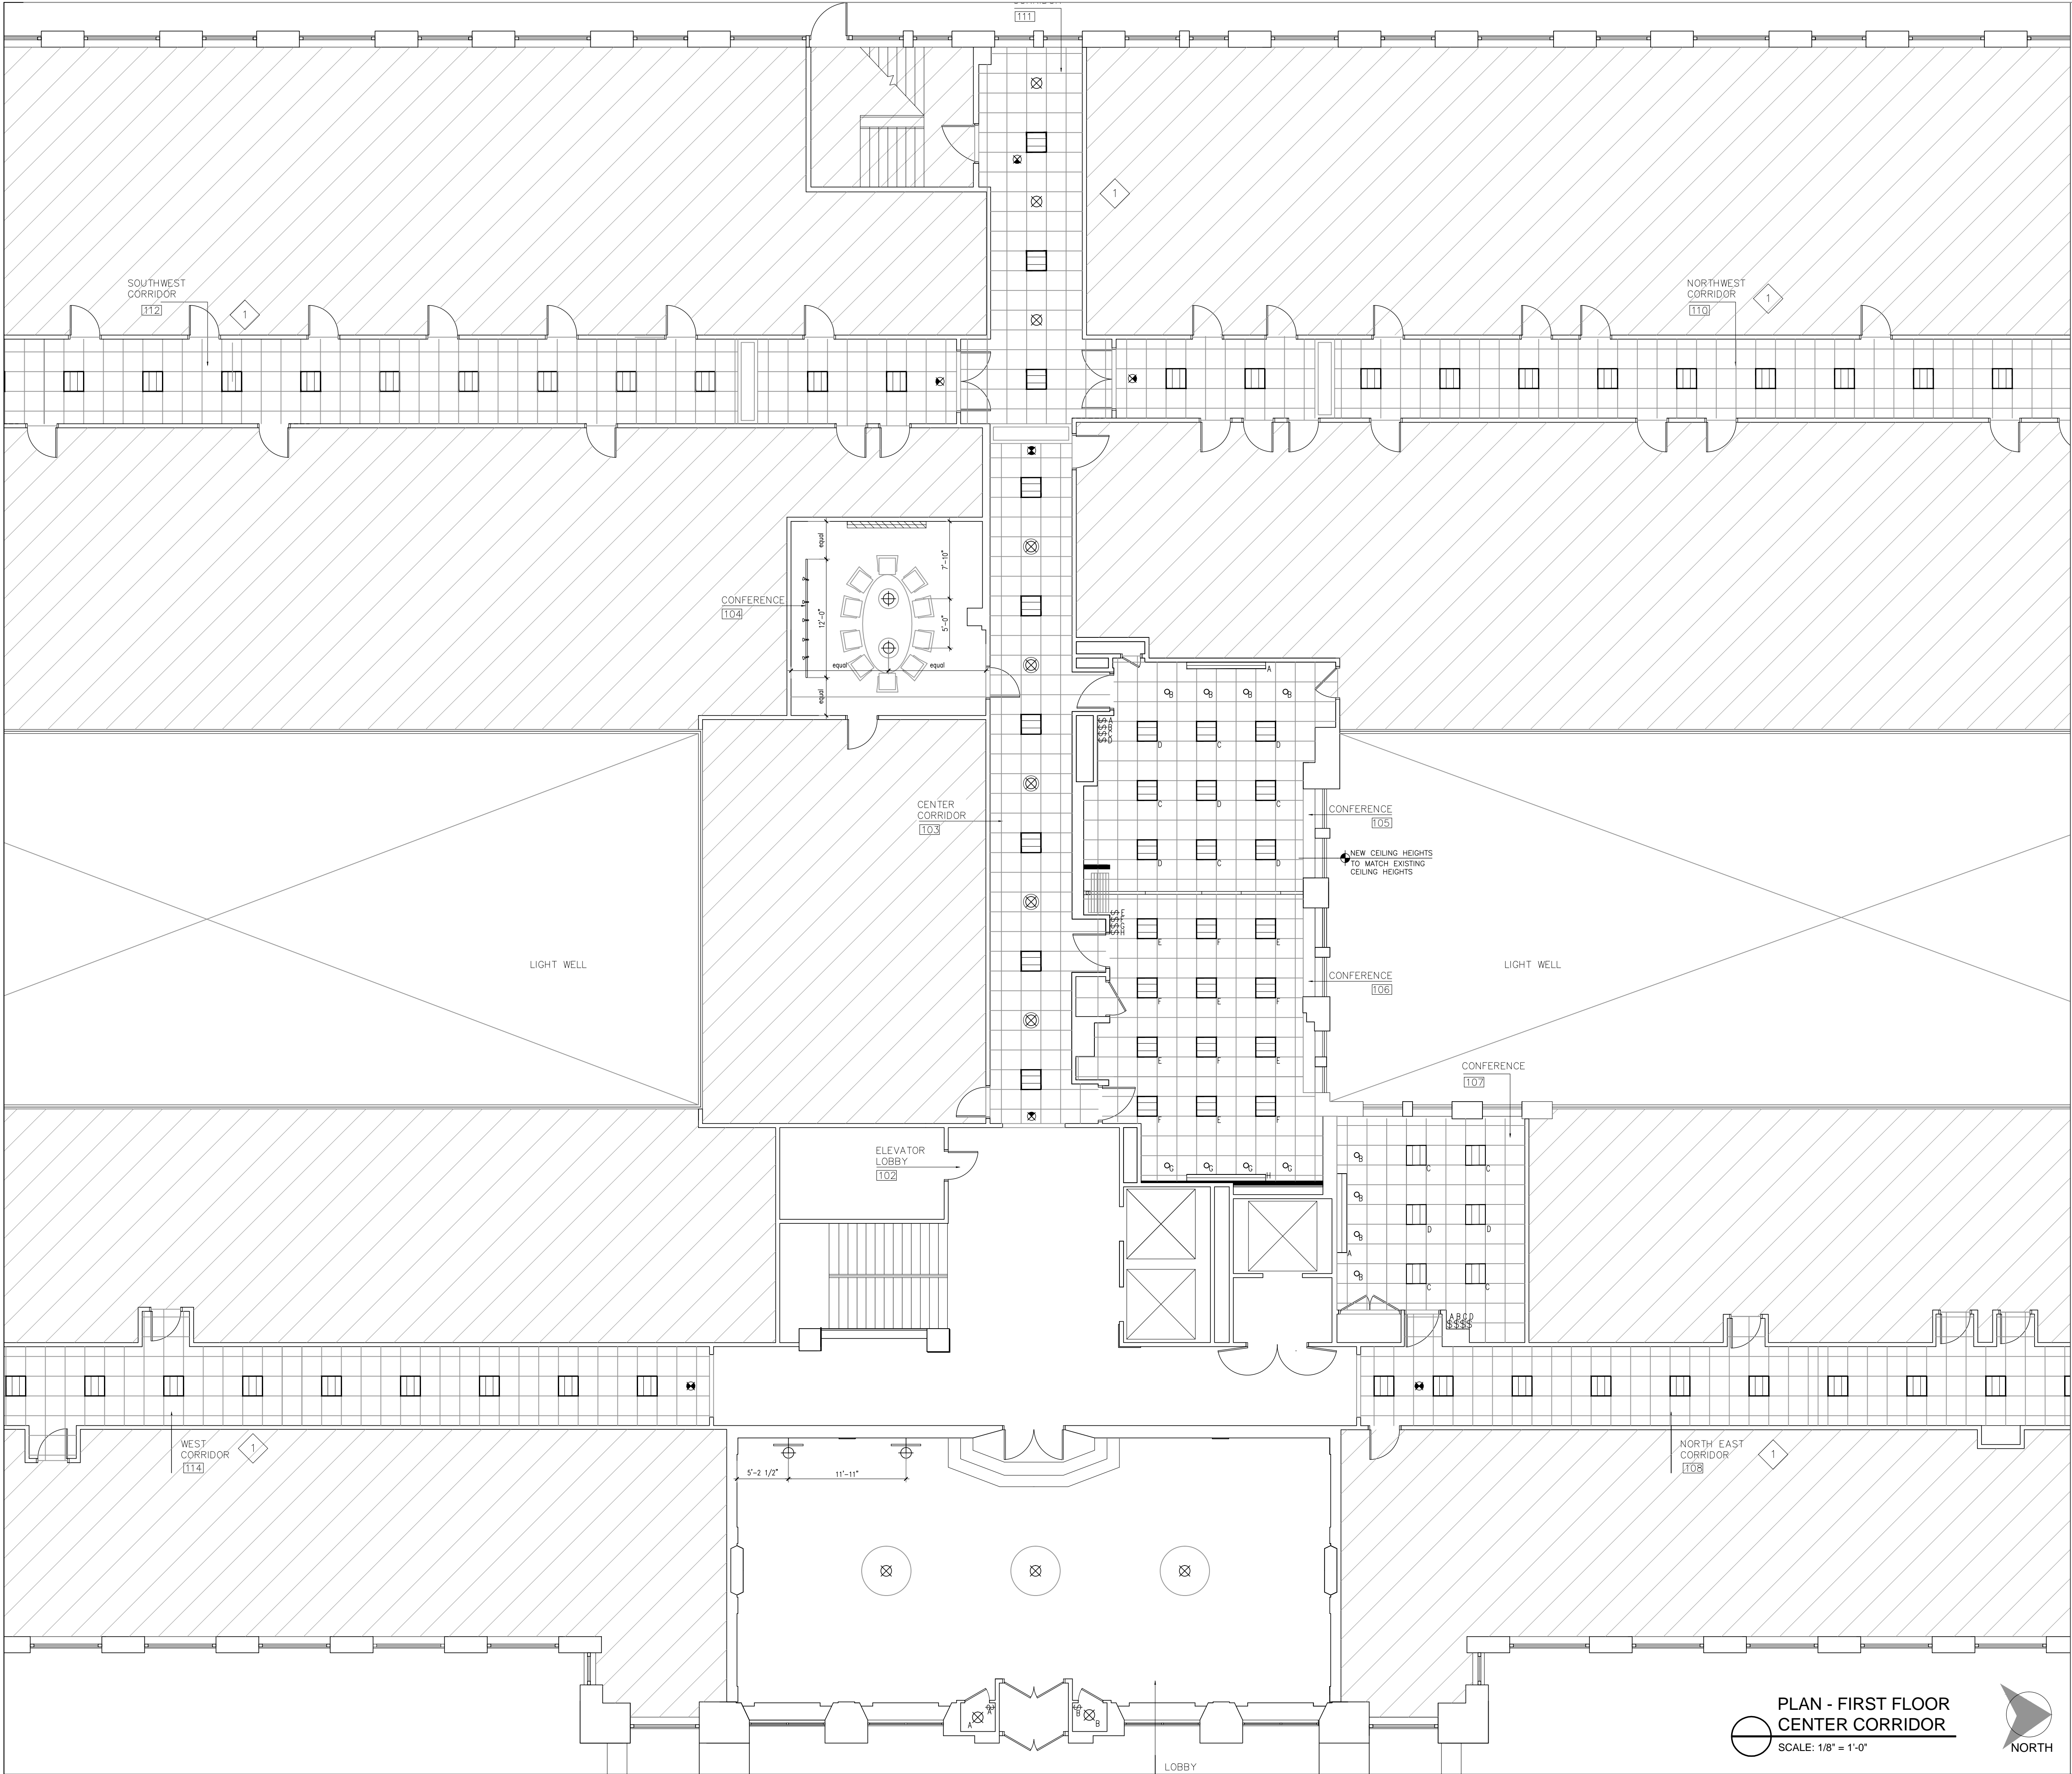 111
1
SOUTHWEST
CORRIDOR
112
1
NORTHWEST
CORRIDOR
110
1
CONFERENCE
104
equal
12'-0"
equal
7'-10"
5'-0"
equal
equal
A
B
B
B
B
A
B
C
D
D
C
D
C
D
C
D
C
D
CENTER
CORRIDOR
103
CONFERENCE
105
NEW CEILING HEIGHTS
TO MATCH EXISTING
CEILING HEIGHTS
G
H
E
F
E
F
E
F
E
F
E
F
E
F
G
G
G
G
H
LIGHT WELL
CONFERENCE
106
LIGHT WELL
CONFERENCE
107
B
B
B
B
A
C
C
D
D
C
C
ABCD
$$$$
ELEVATOR
LOBBY
102
WEST
CORRIDOR
114
1
5'-2 1/2"
11'-11"
NORTH EAST
CORRIDOR
108
1
A
A
B
B
LOBBY
PLAN - FIRST FLOOR
CENTER CORRIDOR
SCALE: 1/8" = 1'-0"
NORTH